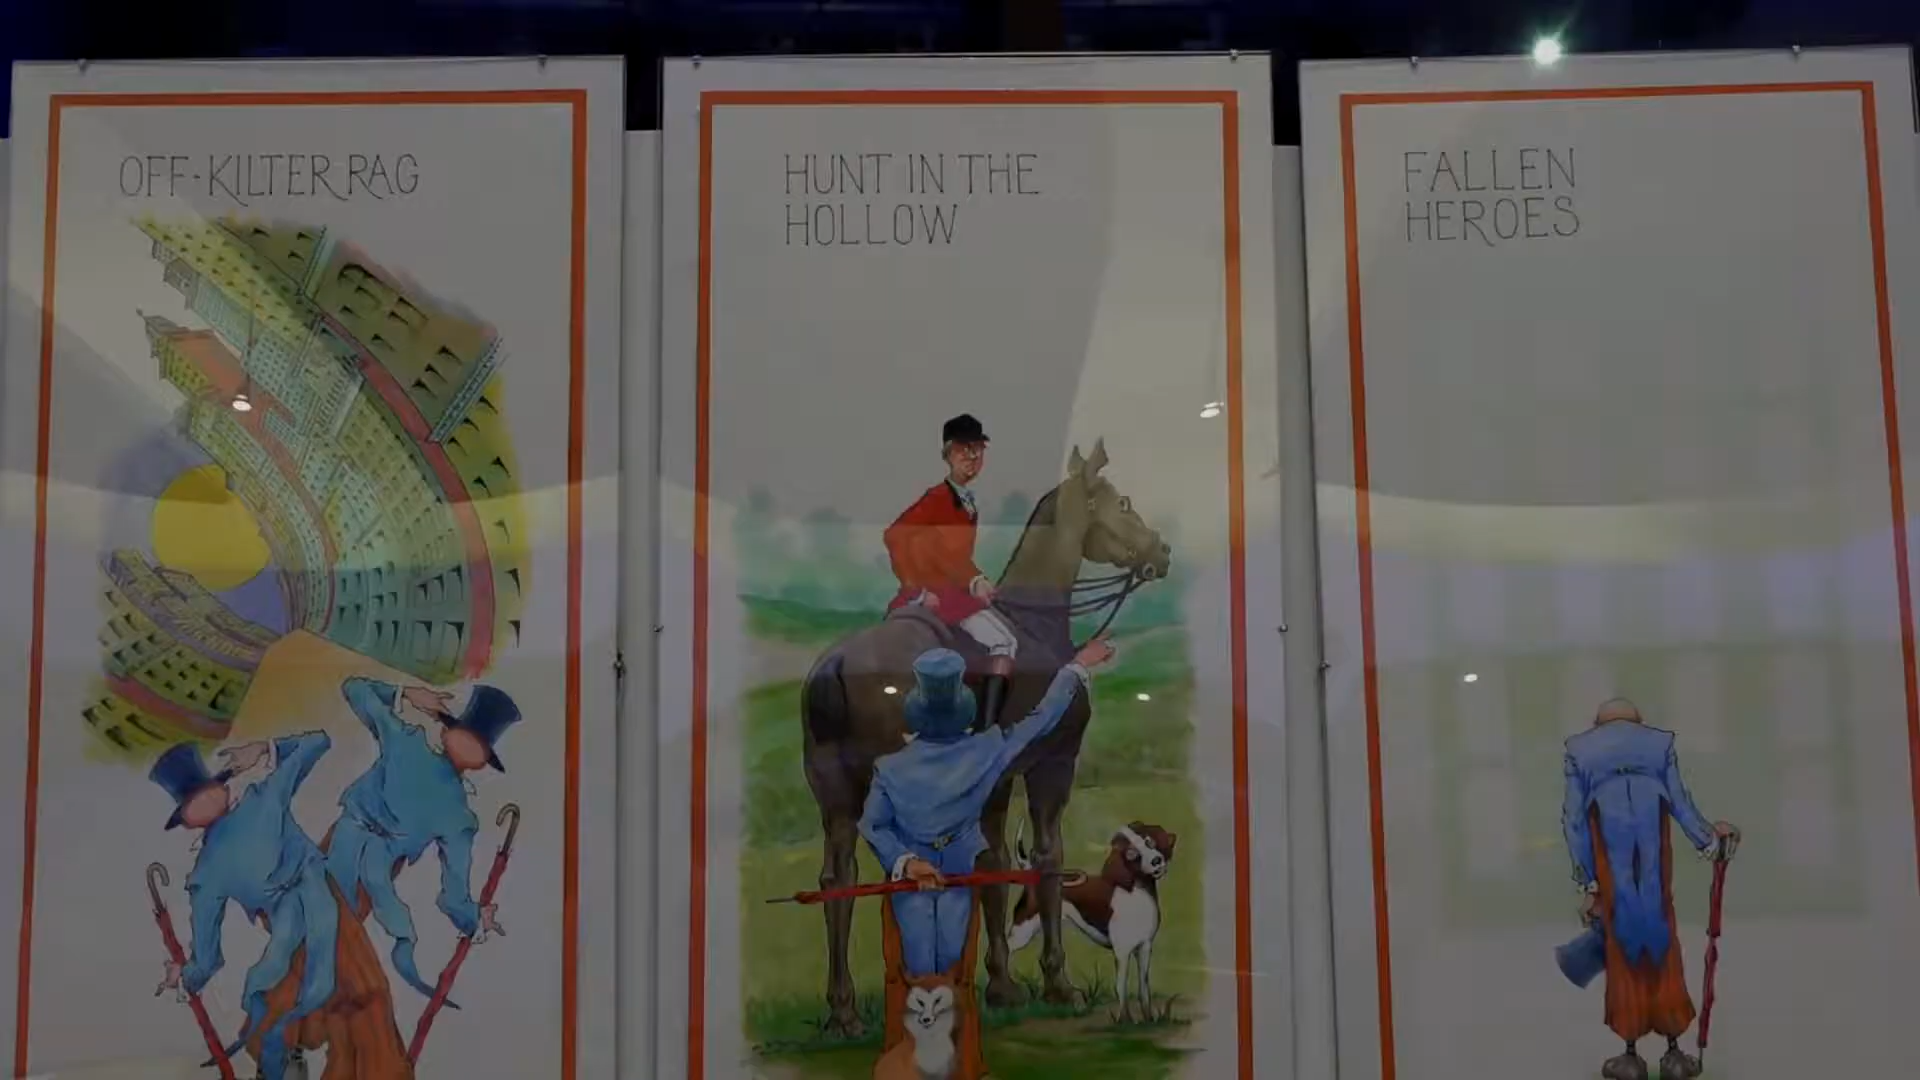 OFF-KILTER RAG
HUNT IN THE
HOLLOW
FALLEN
HEROES